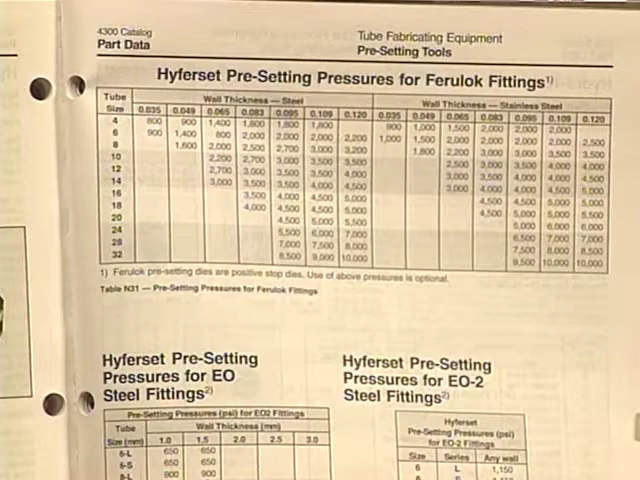 4300 Catalog
Part Data
Tube Fabricating Equipment
Pre-Setting Tools
Hyferset Pre-Setting Pressures for Ferulok Fittings1)
Tube Size Wall Thickness — Steel Wall Thickness — Stainless Steel
0.035 0.049 0.065 0.083 0.095 0.109 0.120 0.035 0.049 0.065 0.083 0.095 0.109 0.120
4 800 900 1,400 1,600 1,800 1,800 900 1,000 1,500 2,000 2,000 2,000
6 900 1,400 800 2,000 2,000 2,000 2,200 1,000 1,500 2,000 2,000 2,000 2,000 2,500
8 1,600 2,000 2,500 2,700 3,000 3,200 1,800 2,200 3,000 3,000 3,500 3,500
10 2,200 2,700 3,000 3,500 3,500 2,500 3,000 3,500 4,000 4,000
12 2,700 3,000 3,500 4,000 4,500 3,000 3,500 4,000 4,500 4,500
14 3,000 3,500 3,500 4,000 4,500 3,000 4,000 4,000 4,500 5,000
16 3,500 4,000 4,500 5,000 4,500 4,500 5,000 5,000
18 4,000 4,500 4,500 5,000 4,500 5,000 5,000 5,500
20 4,500 5,000 5,500 5,000 6,000 6,000
24 5,500 6,000 7,000 6,500 7,000 7,000
28 7,000 7,500 8,000 7,500 8,000 8,500
32 8,500 9,000 10,000 9,500 10,000 10,000
1) Ferulok pre-setting dies are positive stop dies. Use of above pressures is optional.
Table N31 — Pre-Setting Pressures for Ferulok Fittings
Hyferset Pre-Setting
Pressures for EO
Steel Fittings2)
Pre-Setting Pressures (psi) for EO2 Fittings
Tube Size (mm) Wall Thickness (mm)
1.0 1.5 2.0 2.5 3.0
6-L 650 650
6-S 650 650
8-L 900 900
Hyferset Pre-Setting
Pressures for EO-2
Steel Fittings2)
Hyferset
Pre-Setting Pressures (psi)
for EO-2 Fittings
Size Series Any wall
6 L 1,150